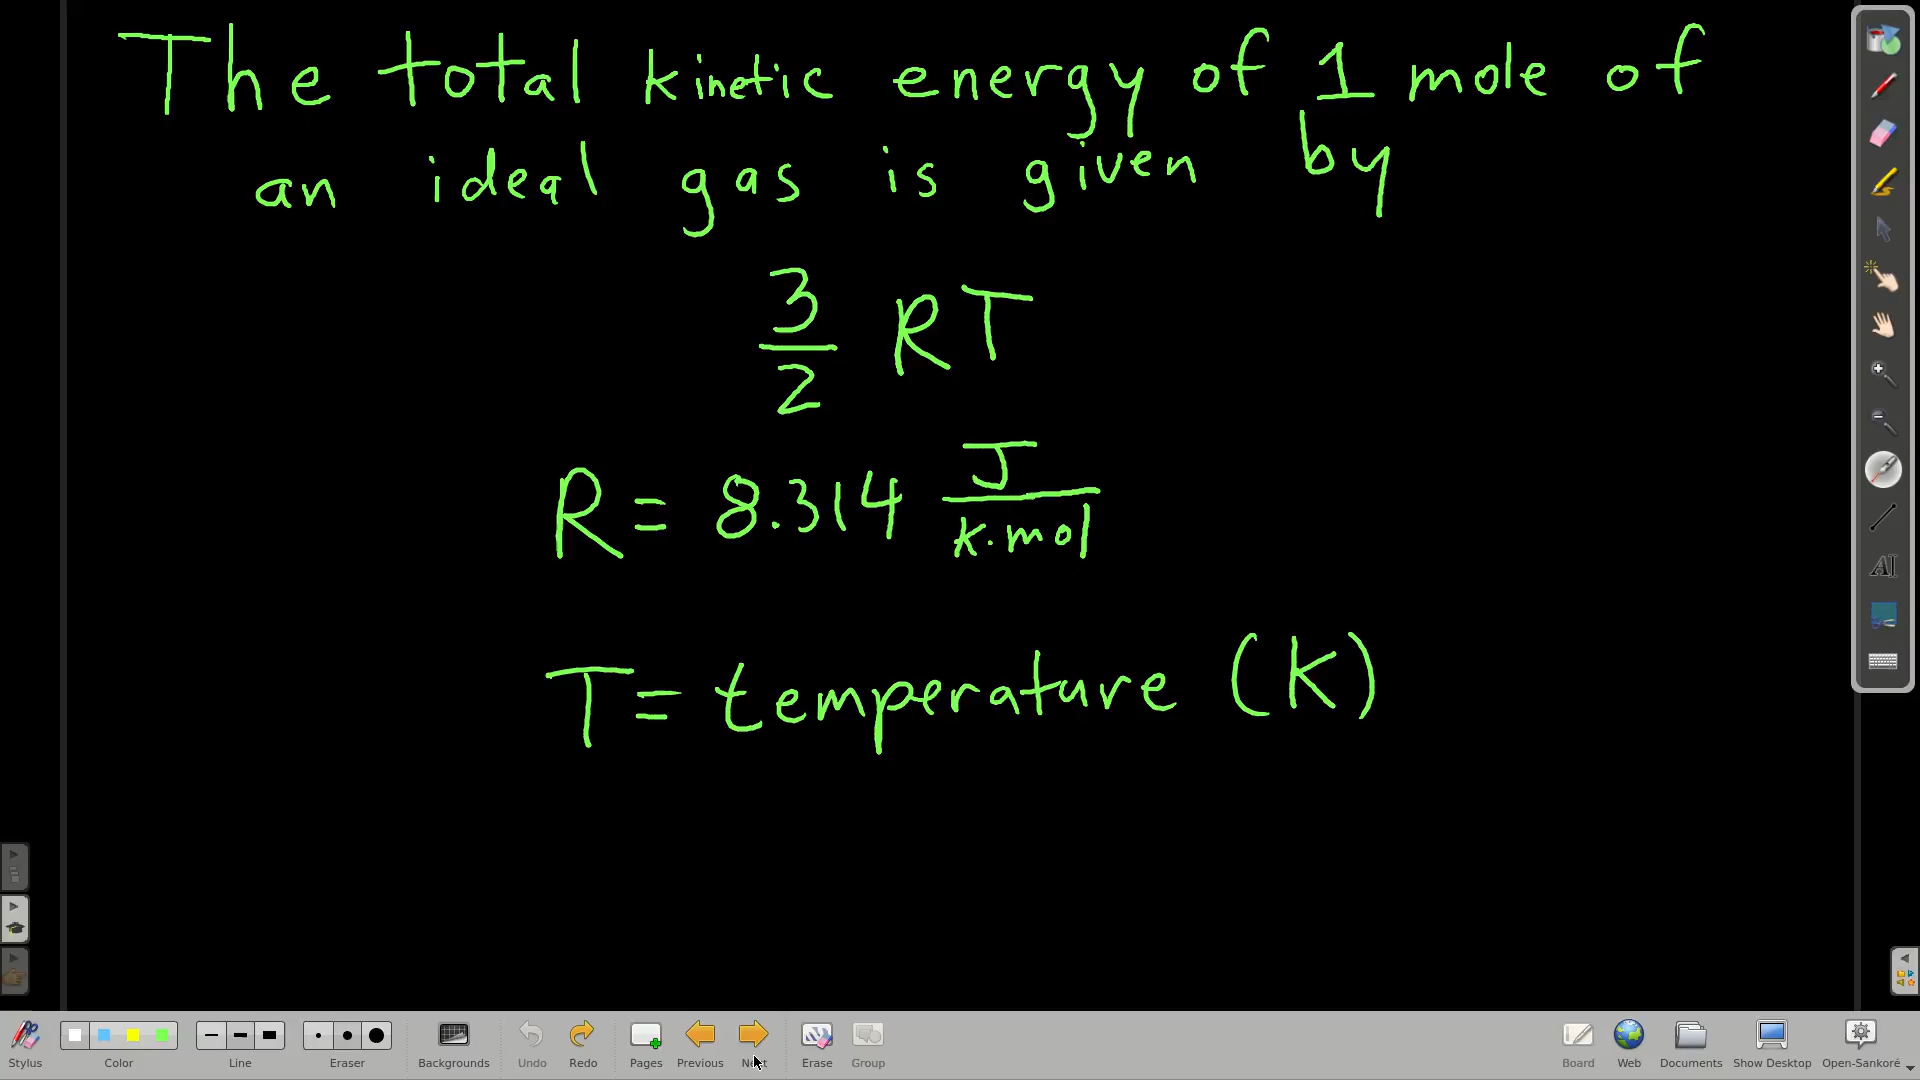 The total kinetic energy of 1 mole of
an ideal gas is given by
3/2 RT
R = 8.314 J/k.mol
T = temperature (K)
AI
Stylus
Color
Line
Eraser
Backgrounds
Undo
Redo
Pages
Previous
Next
Erase
Group
Board
Web
Documents
Show Desktop
Open-Sankoré